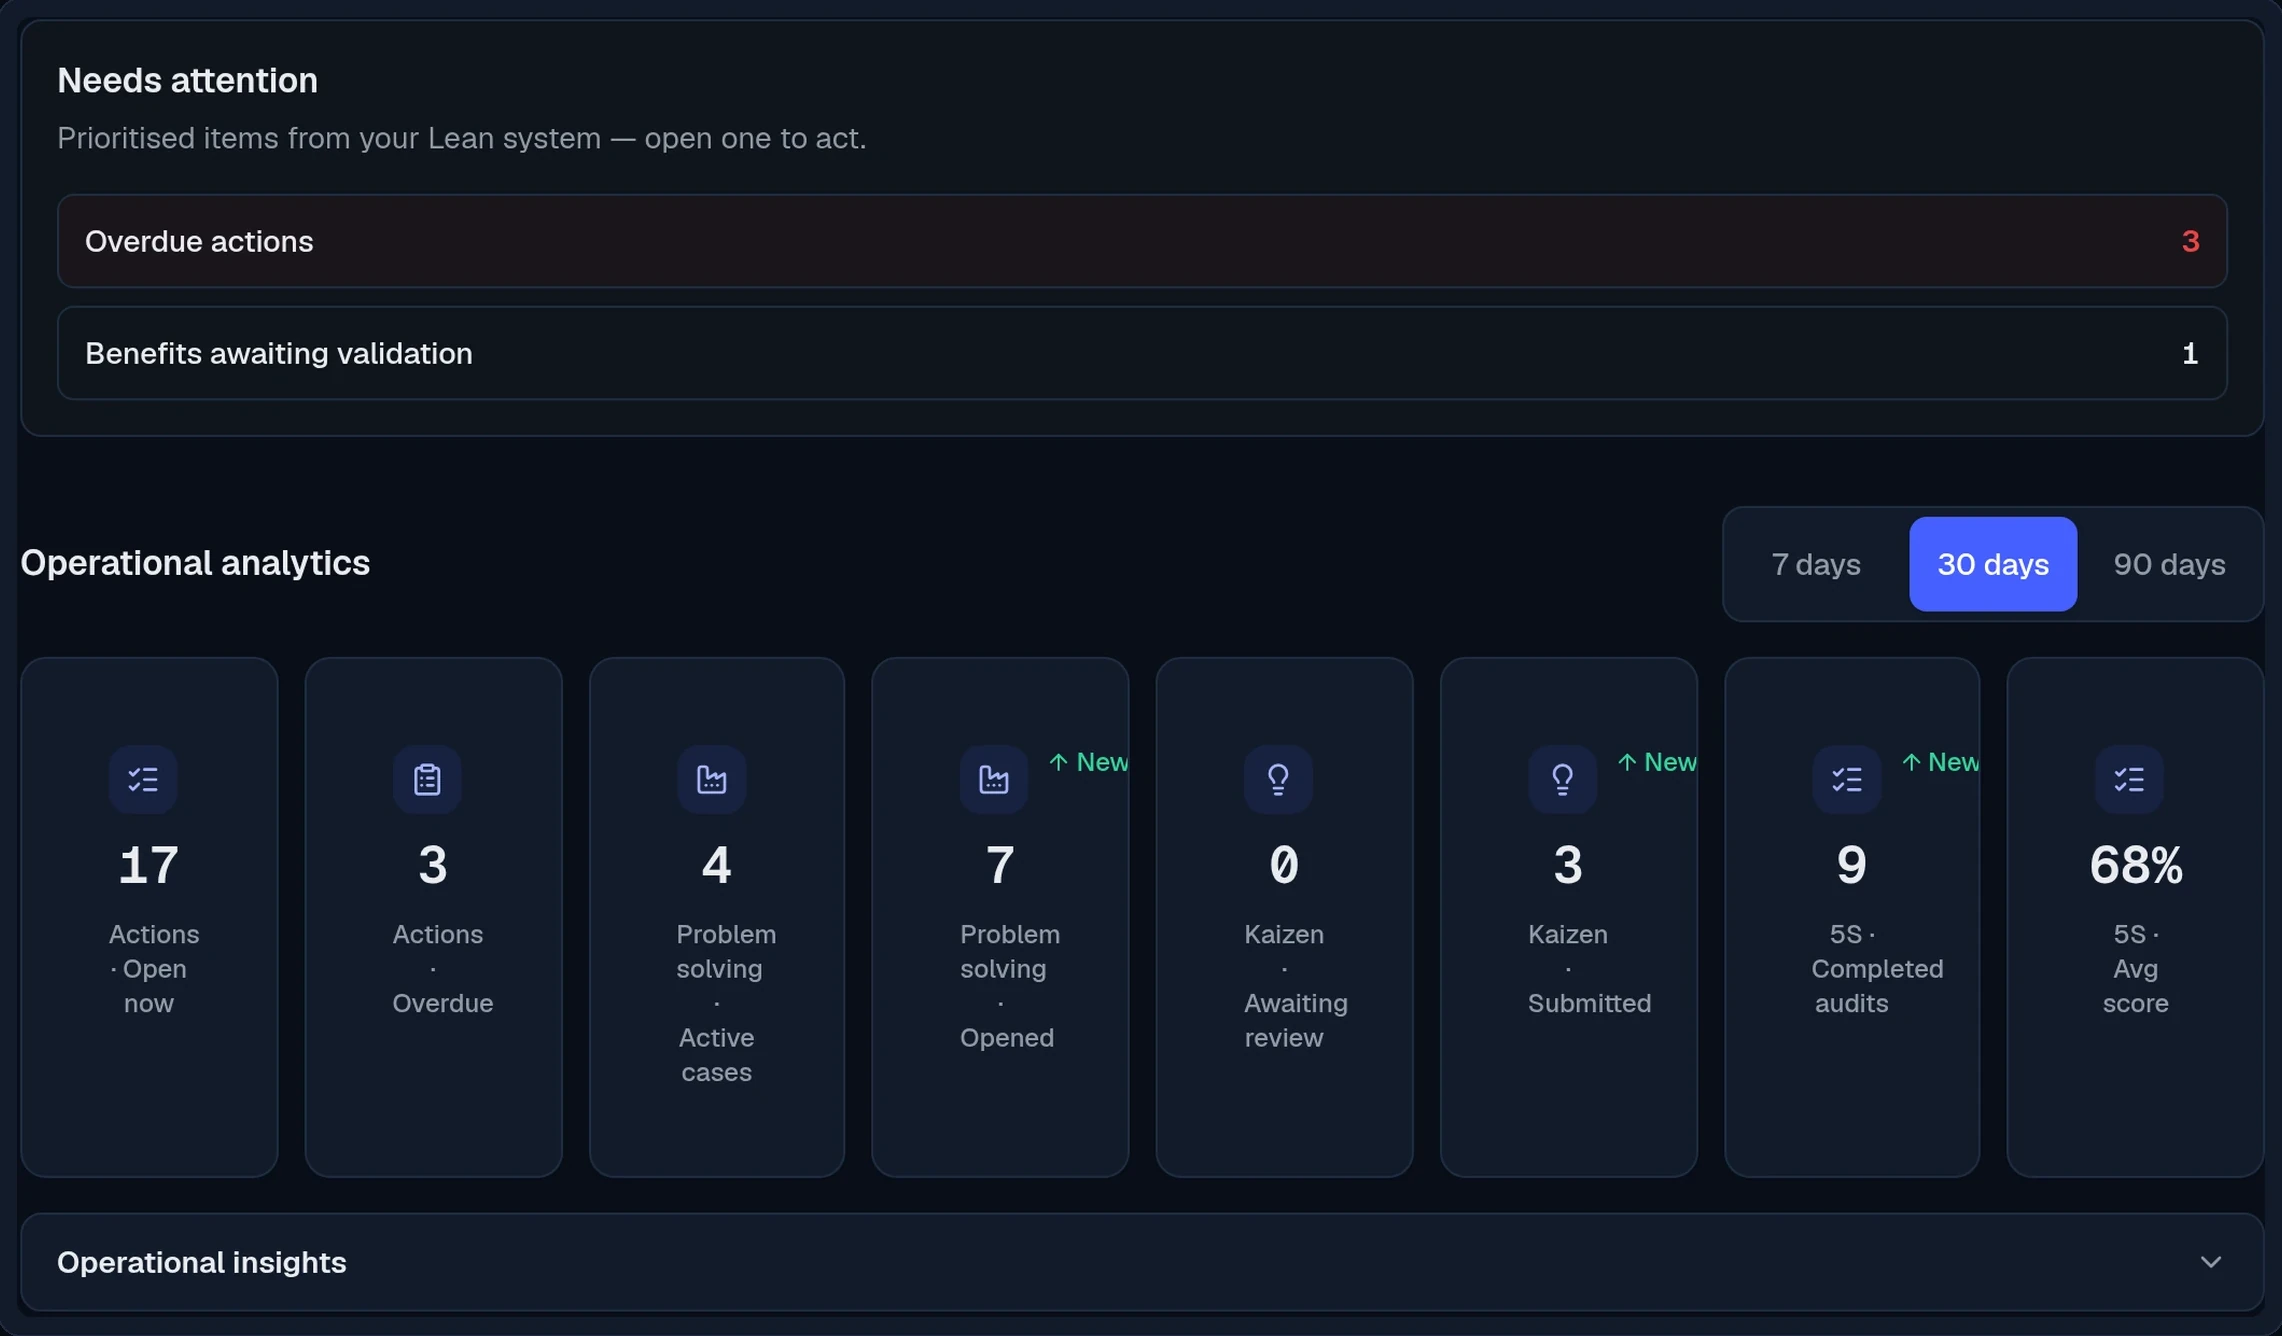 Needs attention
Prioritised items from your Lean system — open one to act.
Overdue actions
3
Benefits awaiting validation
1
Operational analytics
7 days
30 days
90 days
17
Actions
· Open
now
3
Actions
·
Overdue
4
Problem
solving
·
Active
cases
↑ New
7
Problem
solving
·
Opened
0
Kaizen
·
Awaiting
review
↑ New
3
Kaizen
·
Submitted
↑ New
9
5S ·
Completed
audits
68%
5S ·
Avg
score
Operational insights